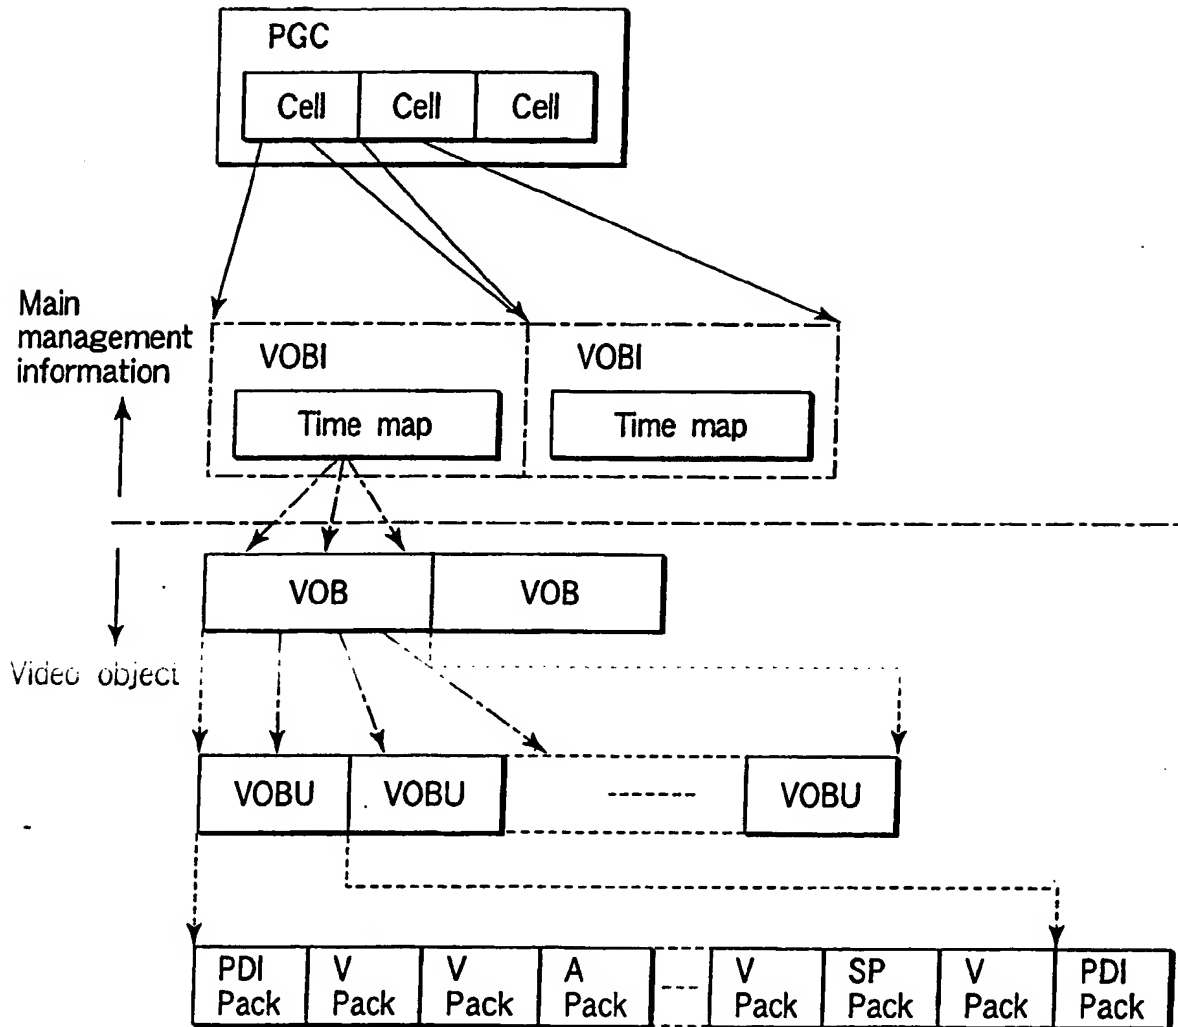 PGC
Cell Cell Cell
Main
management
information
VOBI VOBI
Time map Time map
VOB VOB
Video object
VOBU VOBU VOBU
PDI Pack
V Pack
V Pack
A Pack
V Pack
SP Pack
V Pack
PDI Pack